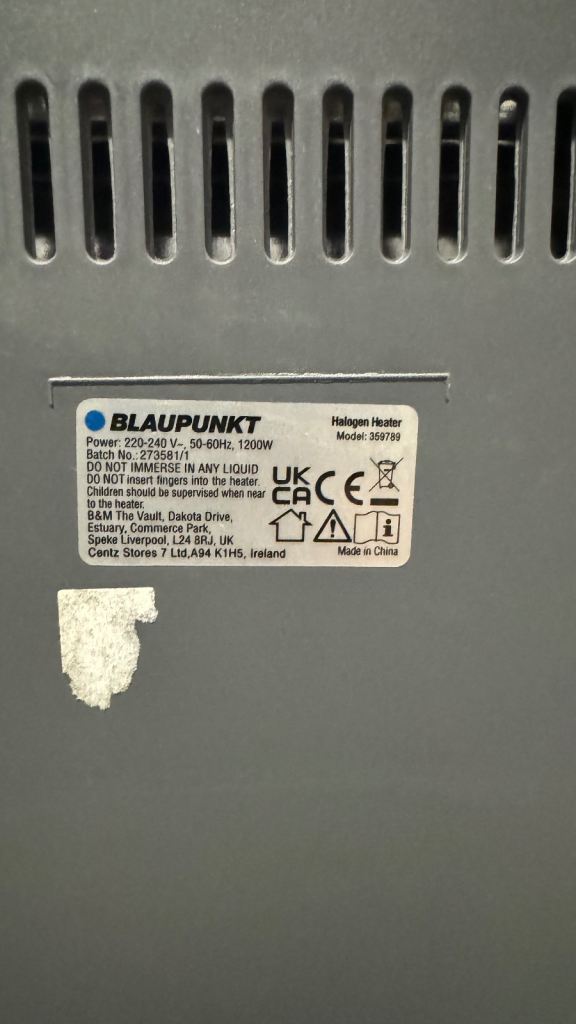 BLAUPUNKT
Halogen Heater
Model: 359789
Power: 220-240 V~, 50-60Hz, 1200W
Batch No.: 273581/1
DO NOT IMMERSE IN ANY LIQUID
DO NOT insert fingers into the heater.
Children should be supervised when near
to the heater.
B&M The Vault, Dakota Drive,
Estuary, Commerce Park,
Speke Liverpool, L24 8RJ, UK
Centz Stores 7 Ltd,A94 K1H5, Ireland
UK
CA
CE
Made in China